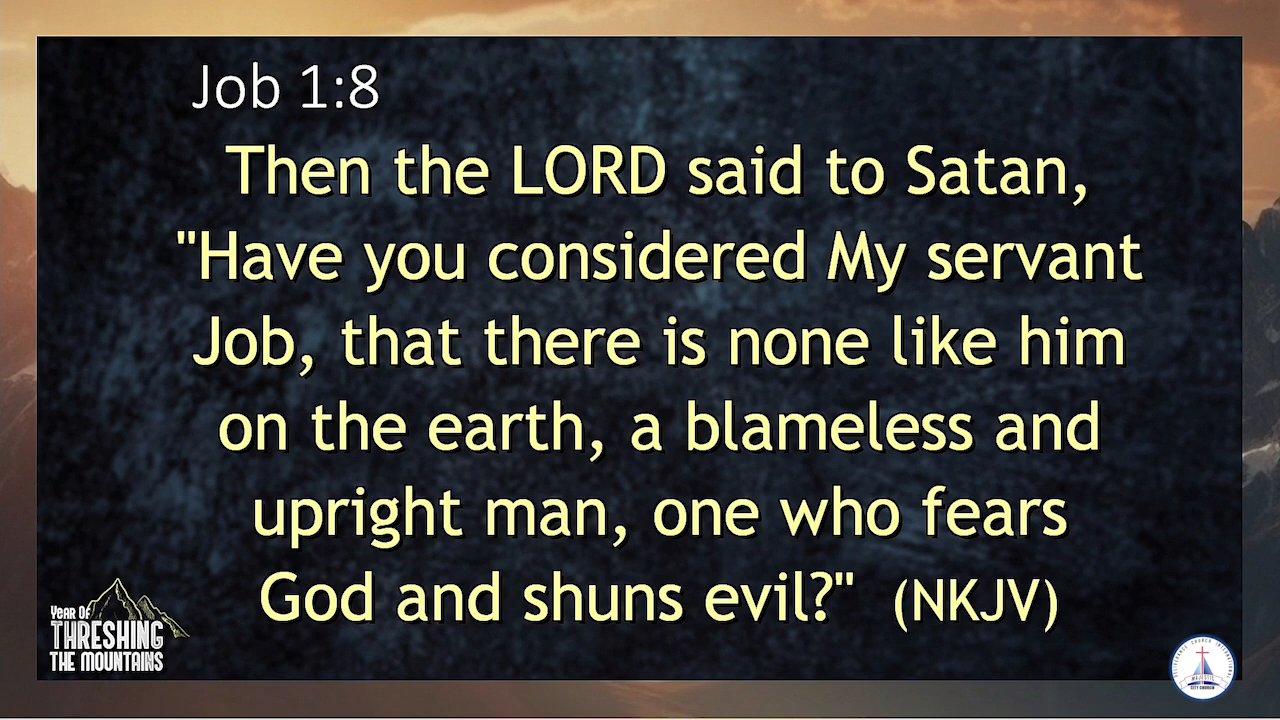 Job 1:8
Then the LORD said to Satan,
"Have you considered My servant
Job, that there is none like him
on the earth, a blameless and
upright man, one who fears
God and shuns evil?" (NKJV)
YEAR OF
THRESHING
THE MOUNTAINS
CHURCH INTERNATIONAL
CITY CHURCH